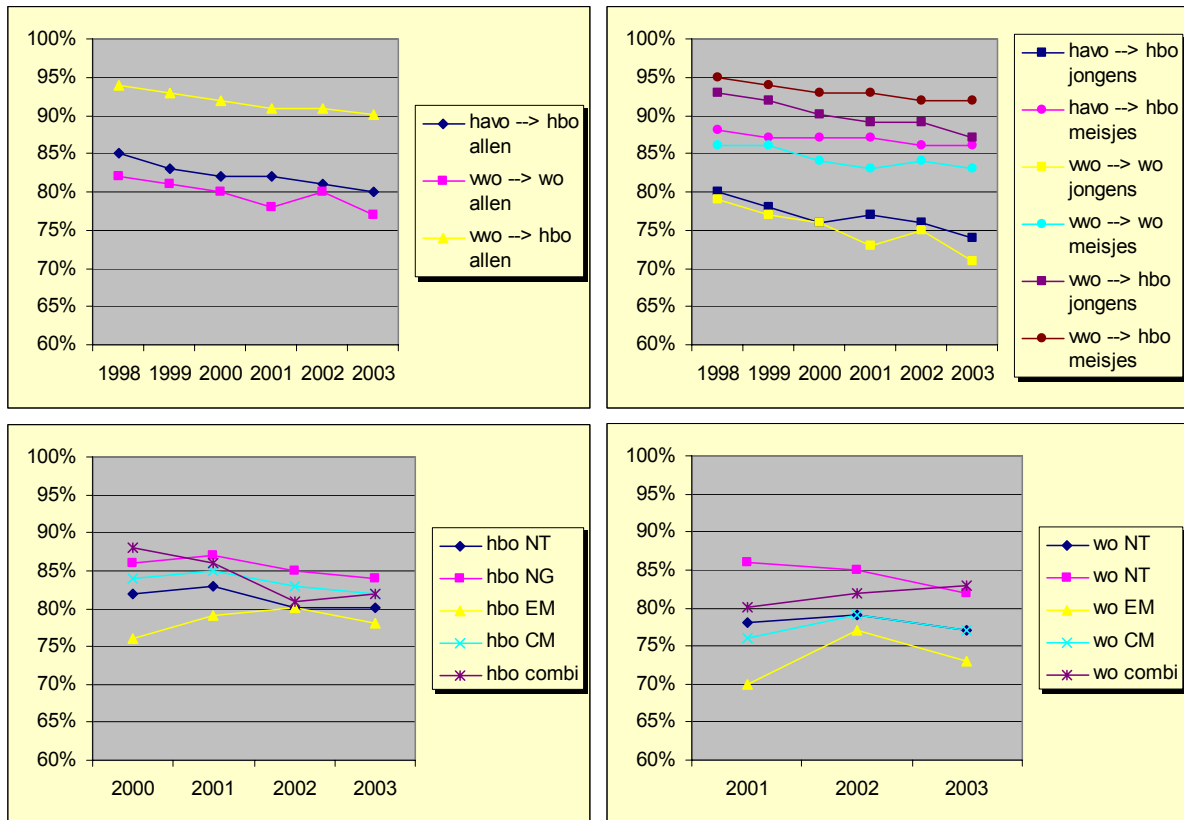 100%
95%
90%
85%
80%
75%
70%
65%
60%
1998 1999 2000 2001 2002 2003
havo --> hbo
allen
vwo --> wo
allen
vwo --> hbo
allen
100%
95%
90%
85%
80%
75%
70%
65%
60%
1998 1999 2000 2001 2002 2003
havo --> hbo
jongens
havo --> hbo
meisjes
vwo --> wo
jongens
vwo --> wo
meisjes
vwo --> hbo
jongens
vwo --> hbo
meisjes
100%
95%
90%
85%
80%
75%
70%
65%
60%
2000 2001 2002 2003
hbo NT
hbo NG
hbo EM
hbo CM
hbo combi
100%
95%
90%
85%
80%
75%
70%
65%
60%
2001 2002 2003
wo NT
wo NT
wo EM
wo CM
wo combi